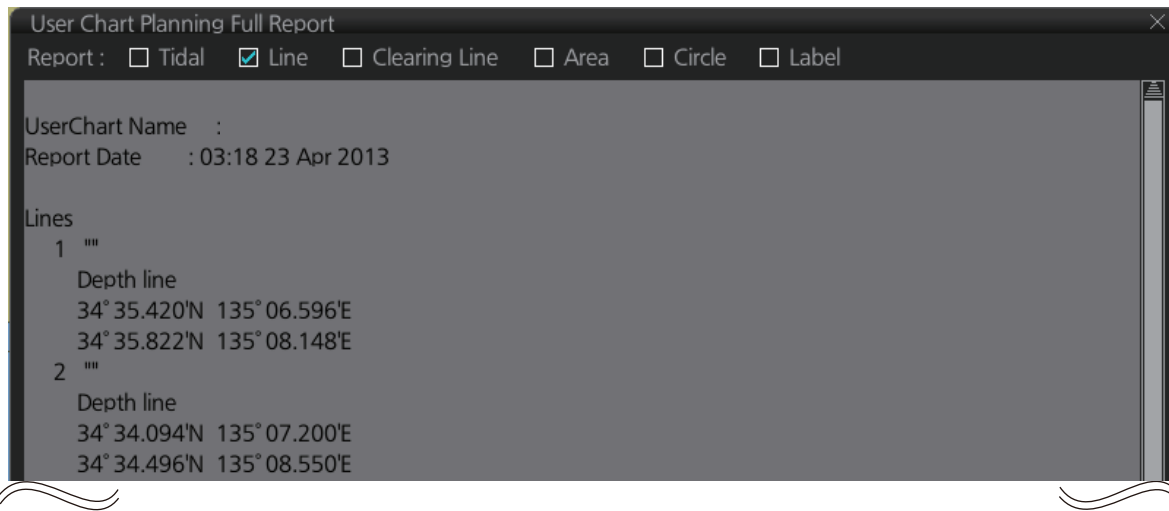 User Chart Planning Full Report
Report : Tidal Line Clearing Line Area Circle Label
UserChart Name :
Report Date : 03:18 23 Apr 2013
Lines
1 ""
Depth line
34°35.420'N 135°06.596'E
34°35.822'N 135°08.148'E
2 ""
Depth line
34°34.094'N 135°07.200'E
34°34.496'N 135°08.550'E